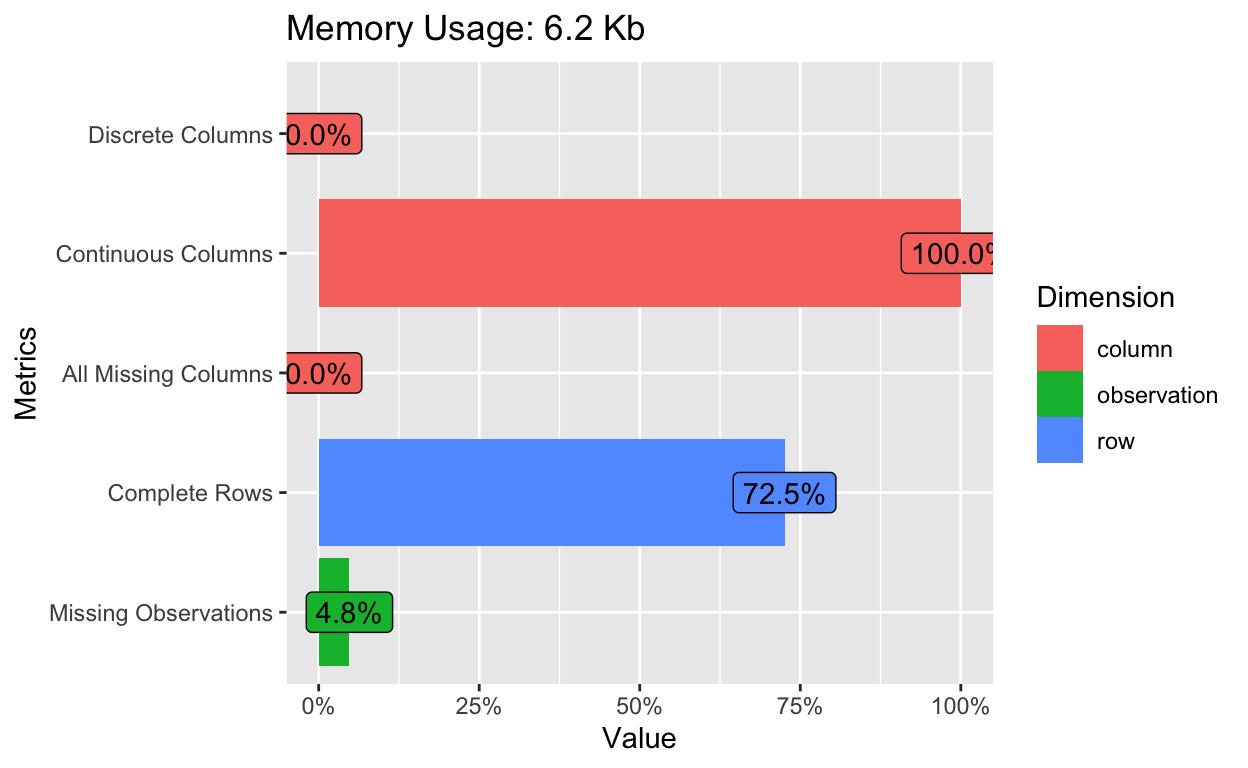 Memory Usage: 6.2 Kb
Metrics
Discrete Columns
0.0%
Continuous Columns
100.0%
All Missing Columns
0.0%
Complete Rows
72.5%
Missing Observations
4.8%
0% 25% 50% 75% 100%
Value
Dimension
column
observation
row